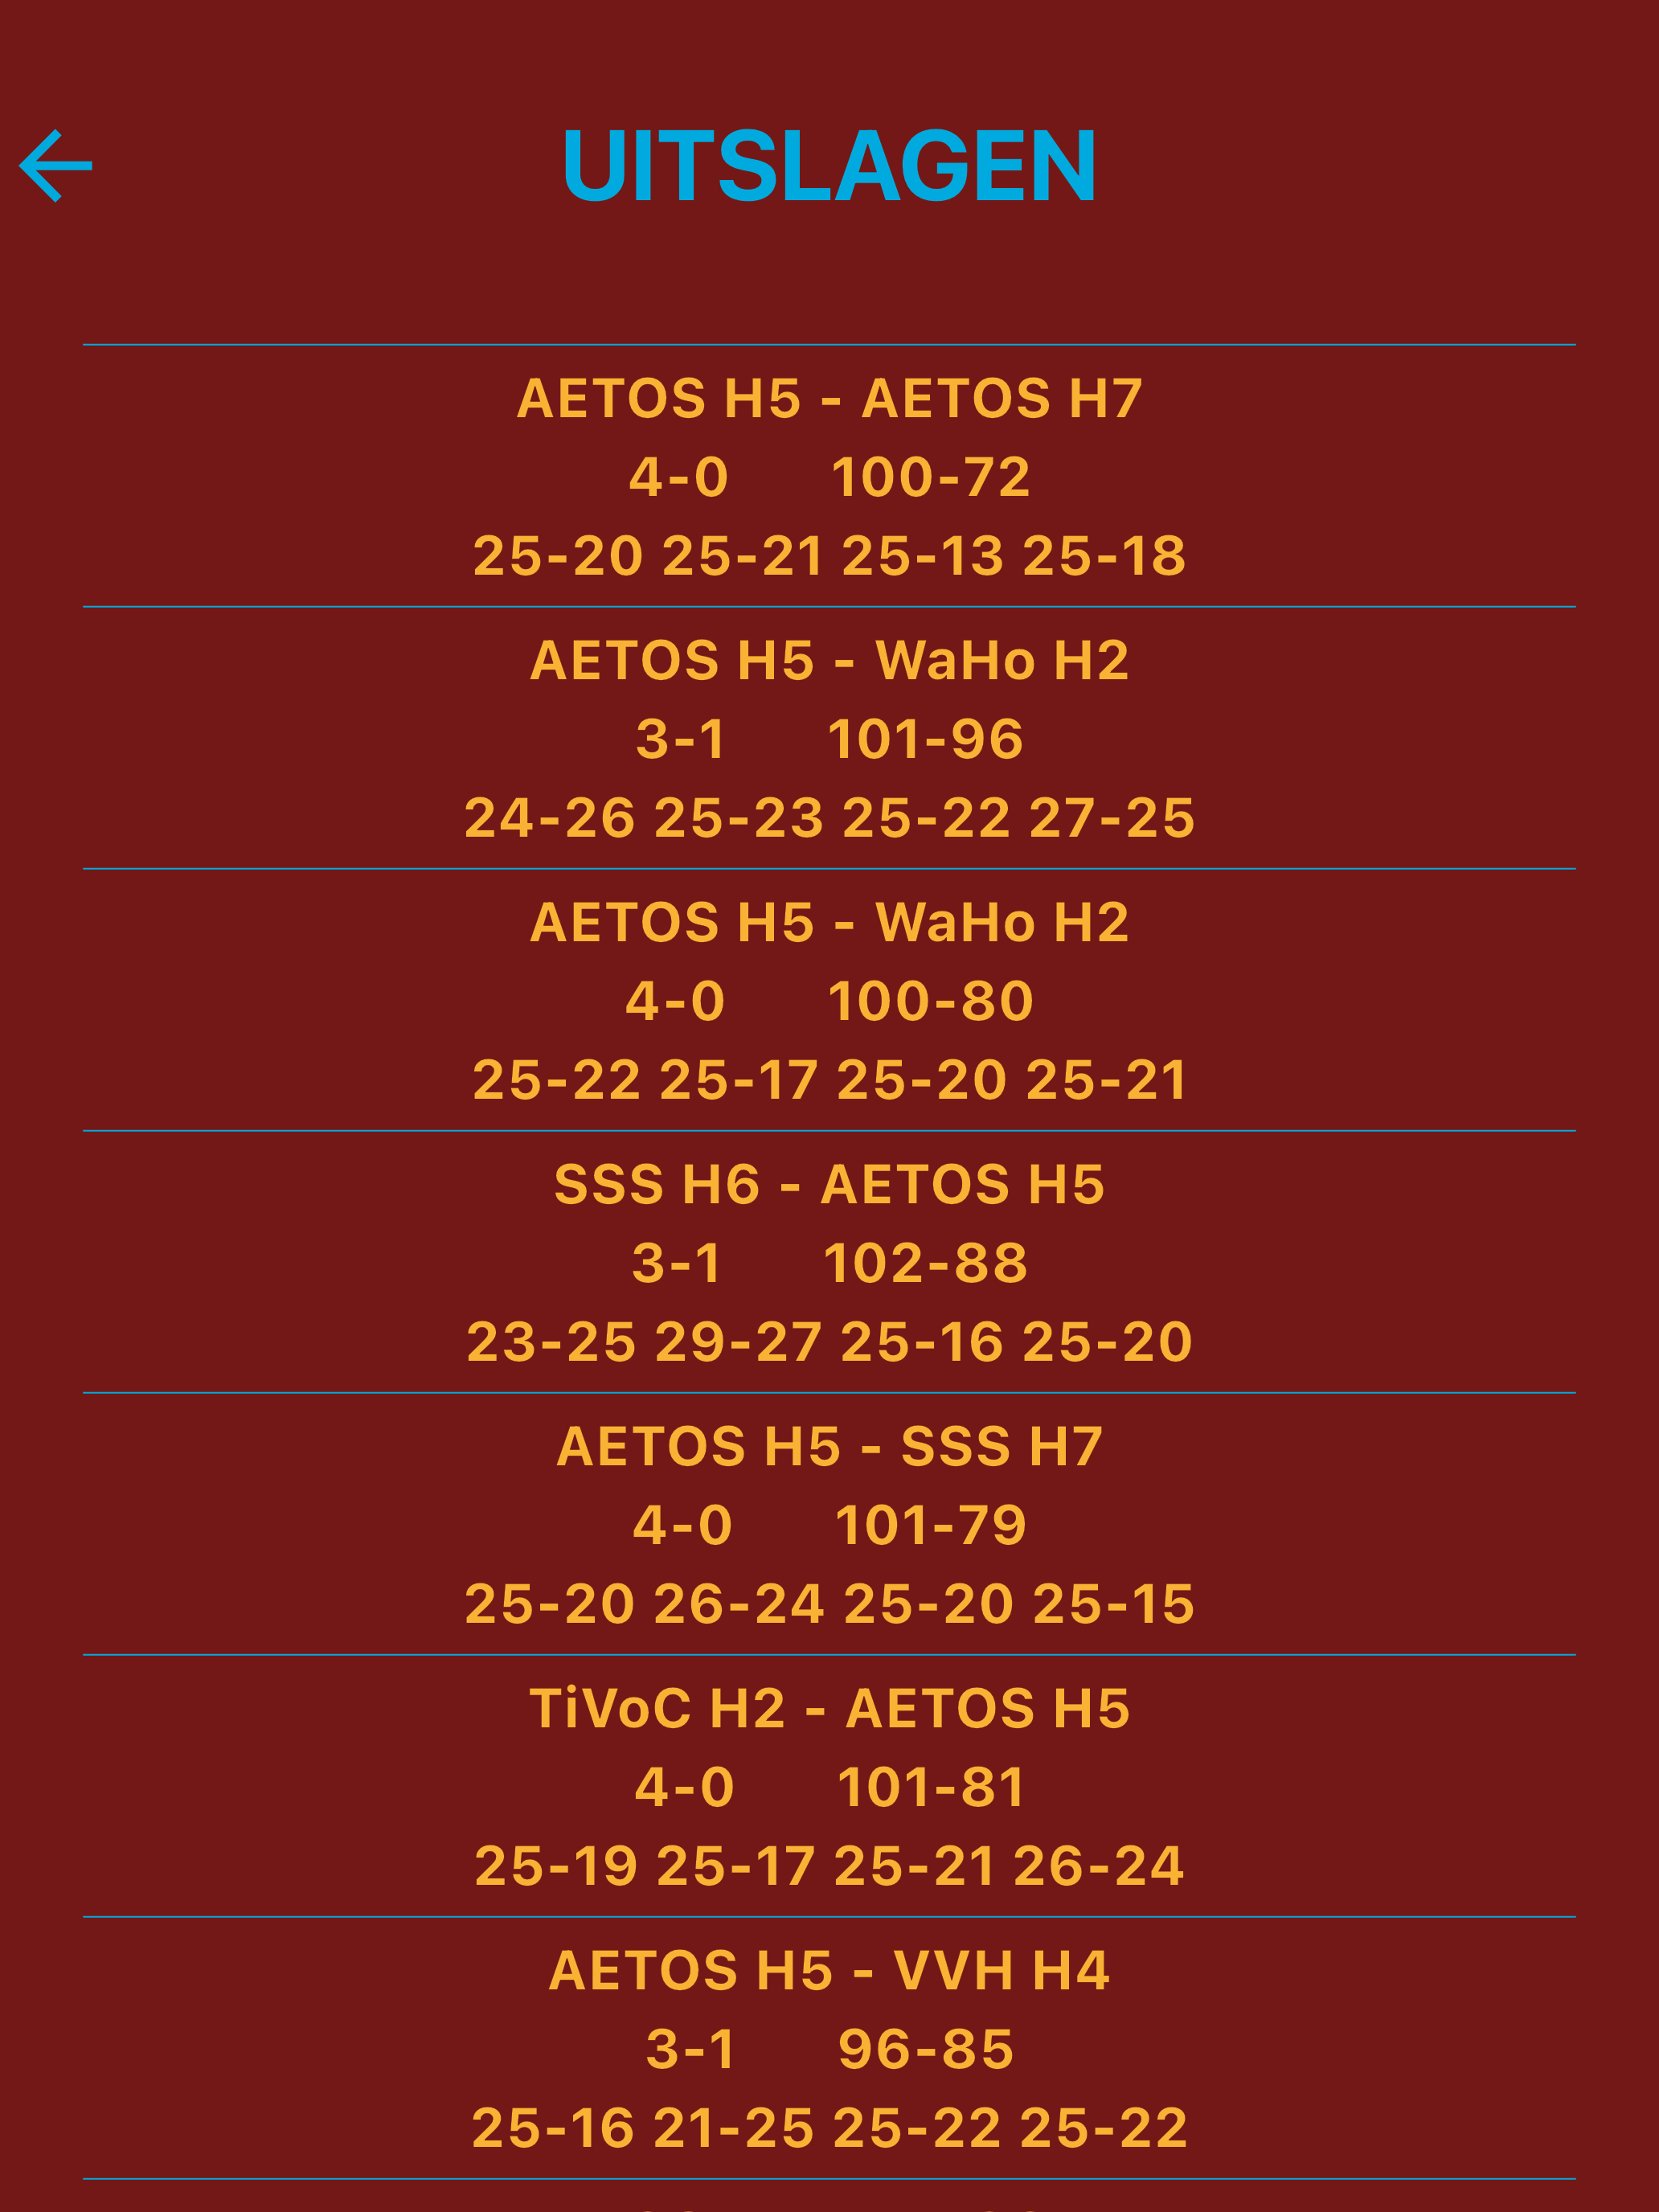 UITSLAGEN
AETOS H5 - AETOS H7
4-0 100-72
25-20 25-21 25-13 25-18
AETOS H5 - WaHo H2
3-1 101-96
24-26 25-23 25-22 27-25
AETOS H5 - WaHo H2
4-0 100-80
25-22 25-17 25-20 25-21
SSS H6 - AETOS H5
3-1 102-88
23-25 29-27 25-16 25-20
AETOS H5 - SSS H7
4-0 101-79
25-20 26-24 25-20 25-15
TiVoC H2 - AETOS H5
4-0 101-81
25-19 25-17 25-21 26-24
AETOS H5 - VVH H4
3-1 96-85
25-16 21-25 25-22 25-22